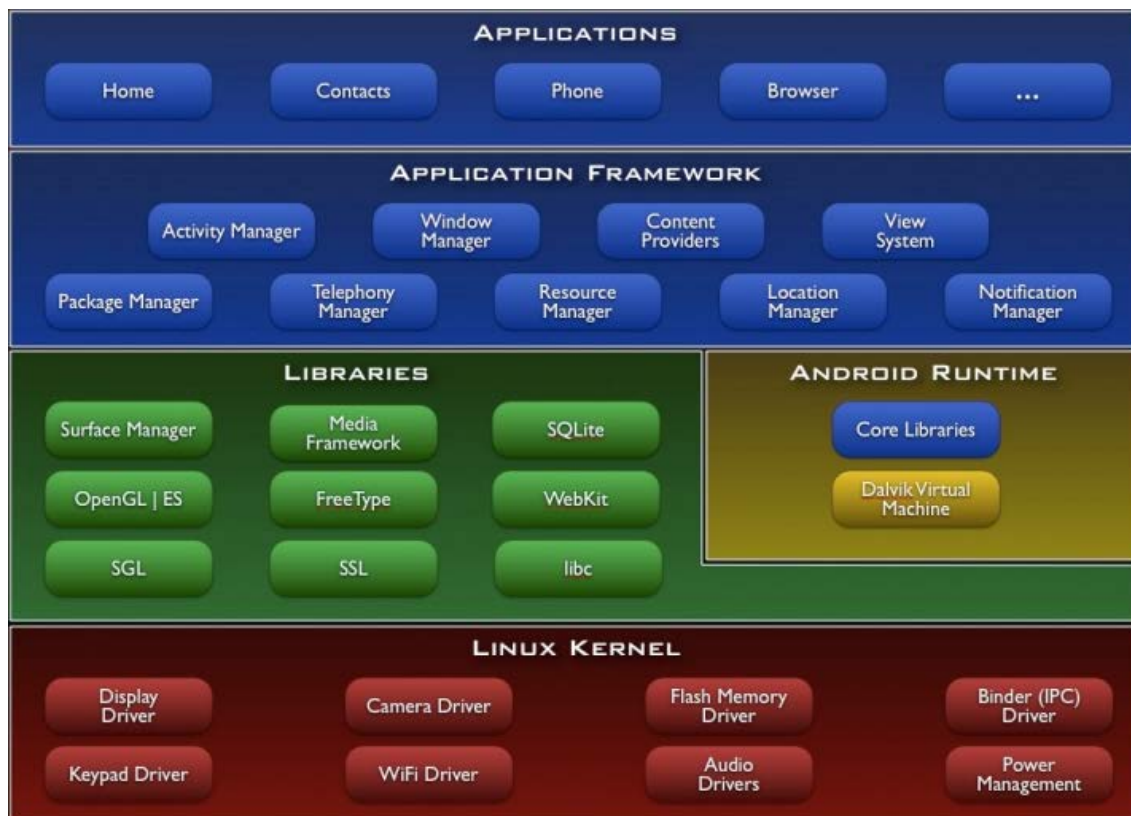 APPLICATIONS
Home
Contacts
Phone
Browser
...
APPLICATION FRAMEWORK
Activity Manager
Window
Manager
Content
Providers
View
System
Package Manager
Telephony
Manager
Resource
Manager
Location
Manager
Notification
Manager
LIBRARIES
Surface Manager
Media
Framework
SQLite
OpenGL | ES
FreeType
WebKit
SGL
SSL
libc
ANDROID RUNTIME
Core Libraries
Dalvik Virtual
Machine
LINUX KERNEL
Display
Driver
Camera Driver
Flash Memory
Driver
Binder (IPC)
Driver
Keypad Driver
WiFi Driver
Audio
Drivers
Power
Management